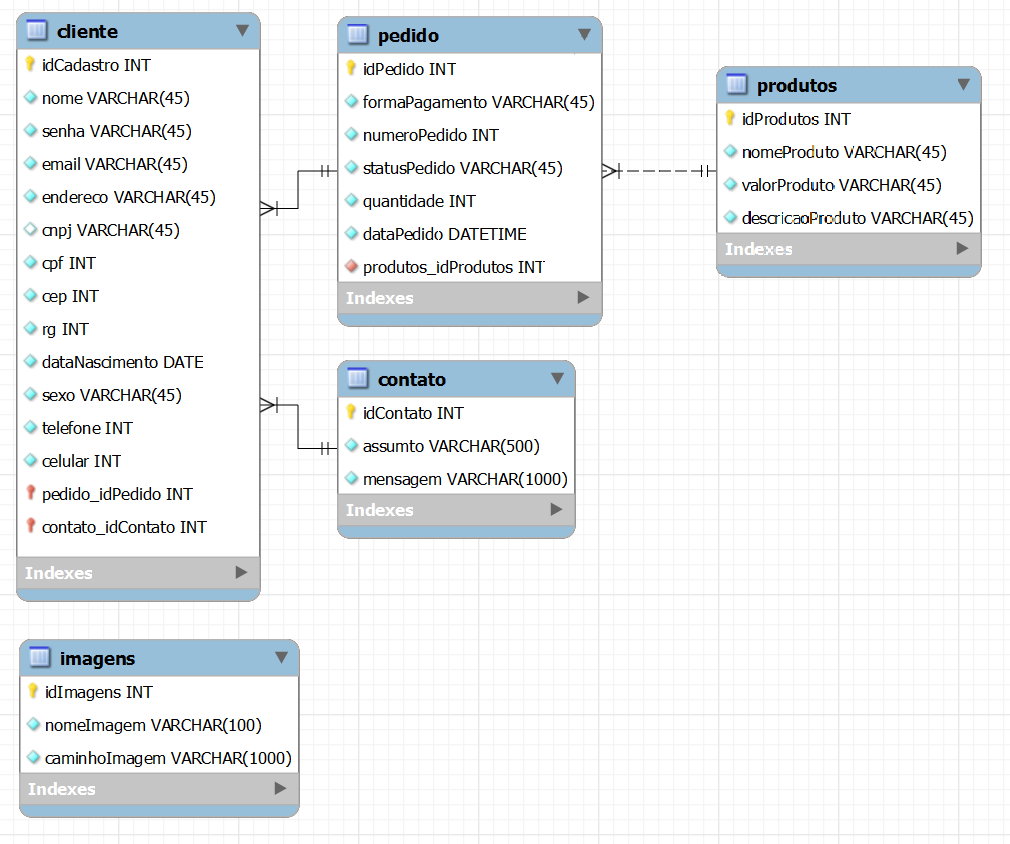 cliente
idCadastro INT
nome VARCHAR(45)
senha VARCHAR(45)
email VARCHAR(45)
endereco VARCHAR(45)
cnpj VARCHAR(45)
cpf INT
cep INT
rg INT
dataNascimento DATE
sexo VARCHAR(45)
telefone INT
celular INT
pedido_idPedido INT
contato_idContato INT
Indexes
pedido
idPedido INT
formaPagamento VARCHAR(45)
numeroPedido INT
statusPedido VARCHAR(45)
quantidade INT
dataPedido DATETIME
produtos_idProdutos INT
Indexes
produtos
idProdutos INT
nomeProduto VARCHAR(45)
valorProduto VARCHAR(45)
descricaoProduto VARCHAR(45)
Indexes
contato
idContato INT
assumto VARCHAR(500)
mensagem VARCHAR(1000)
Indexes
imagens
idImagens INT
nomeImagem VARCHAR(100)
caminhoImagem VARCHAR(1000)
Indexes